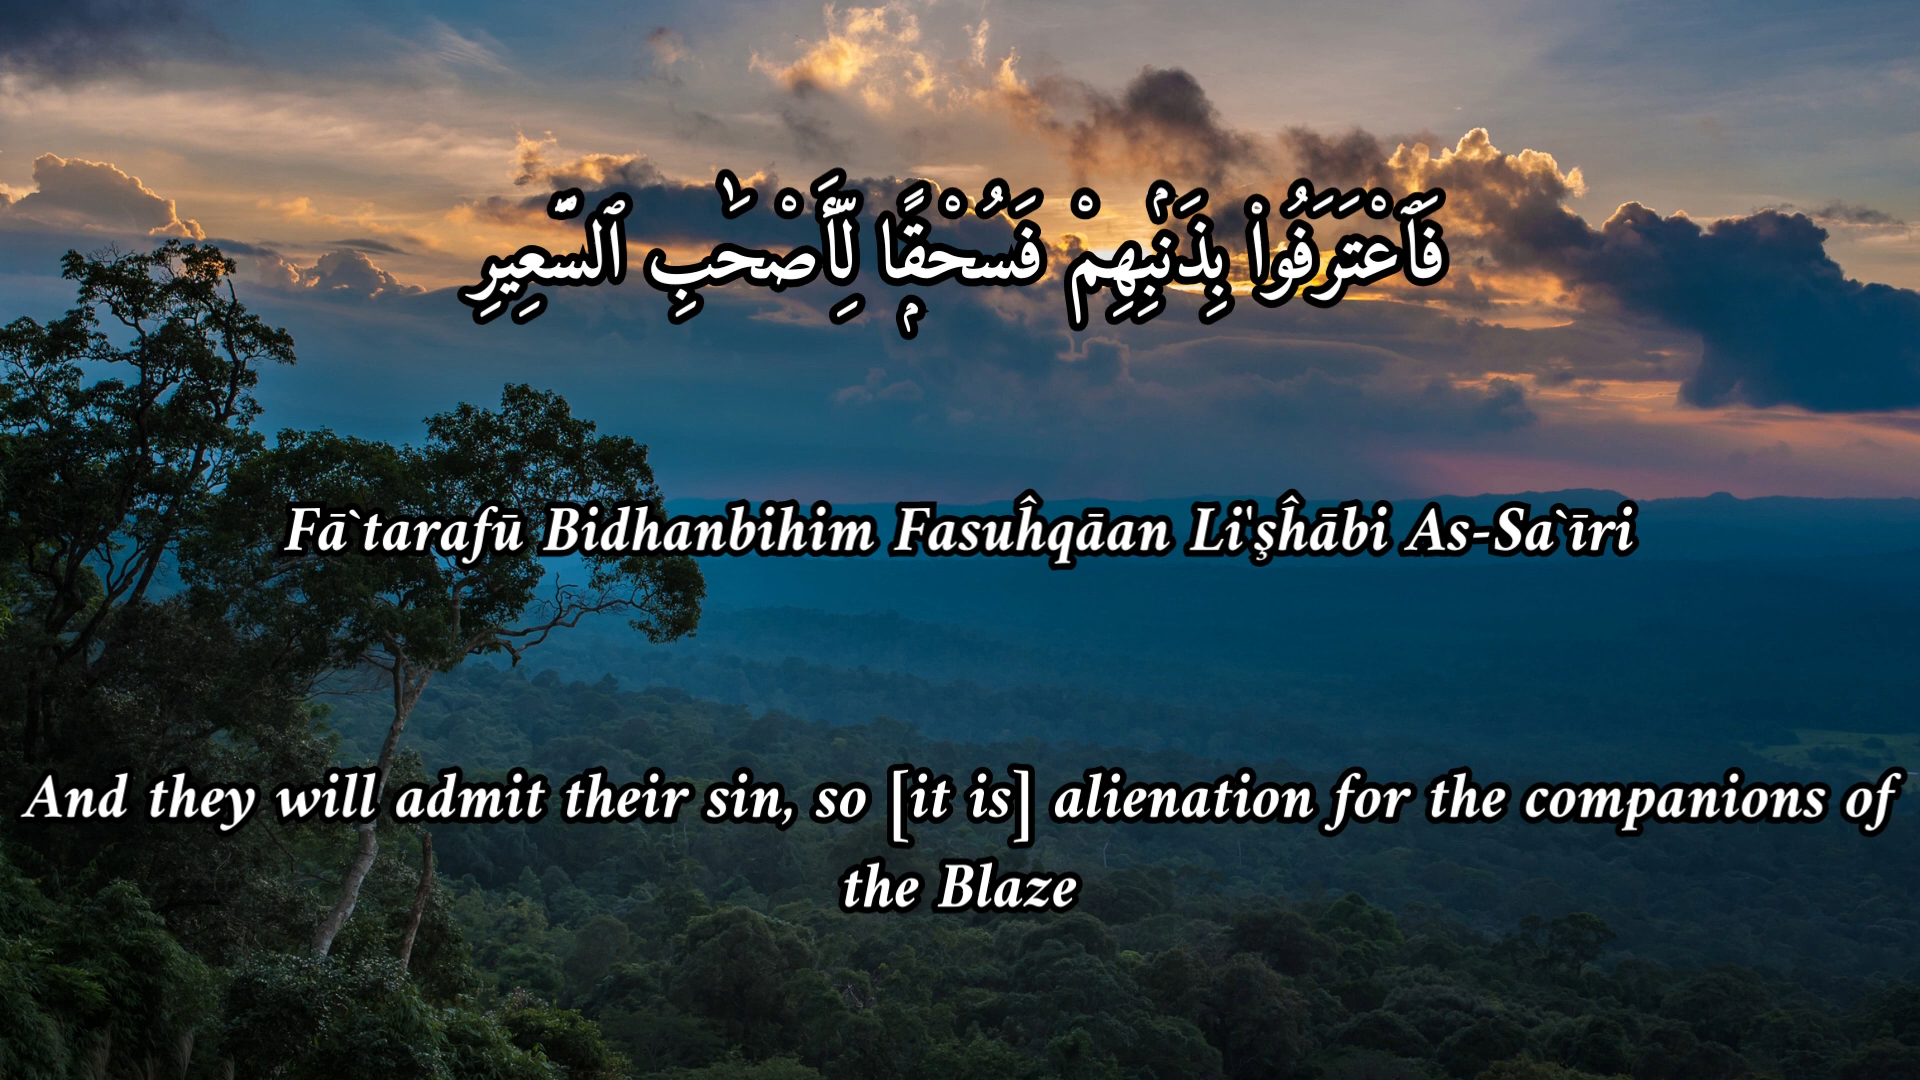 فَٱعْتَرَفُوا۟ بِذَنۢبِهِمْ فَسُحْقًۭا لِّأَصْحَـٰبِ ٱلسَّعِيرِ
Fā`tarafū Bidhanbihim Fasuĥqāan Li'şĥābi As-Sa`īri
And they will admit their sin, so [it is] alienation for the companions of
the Blaze